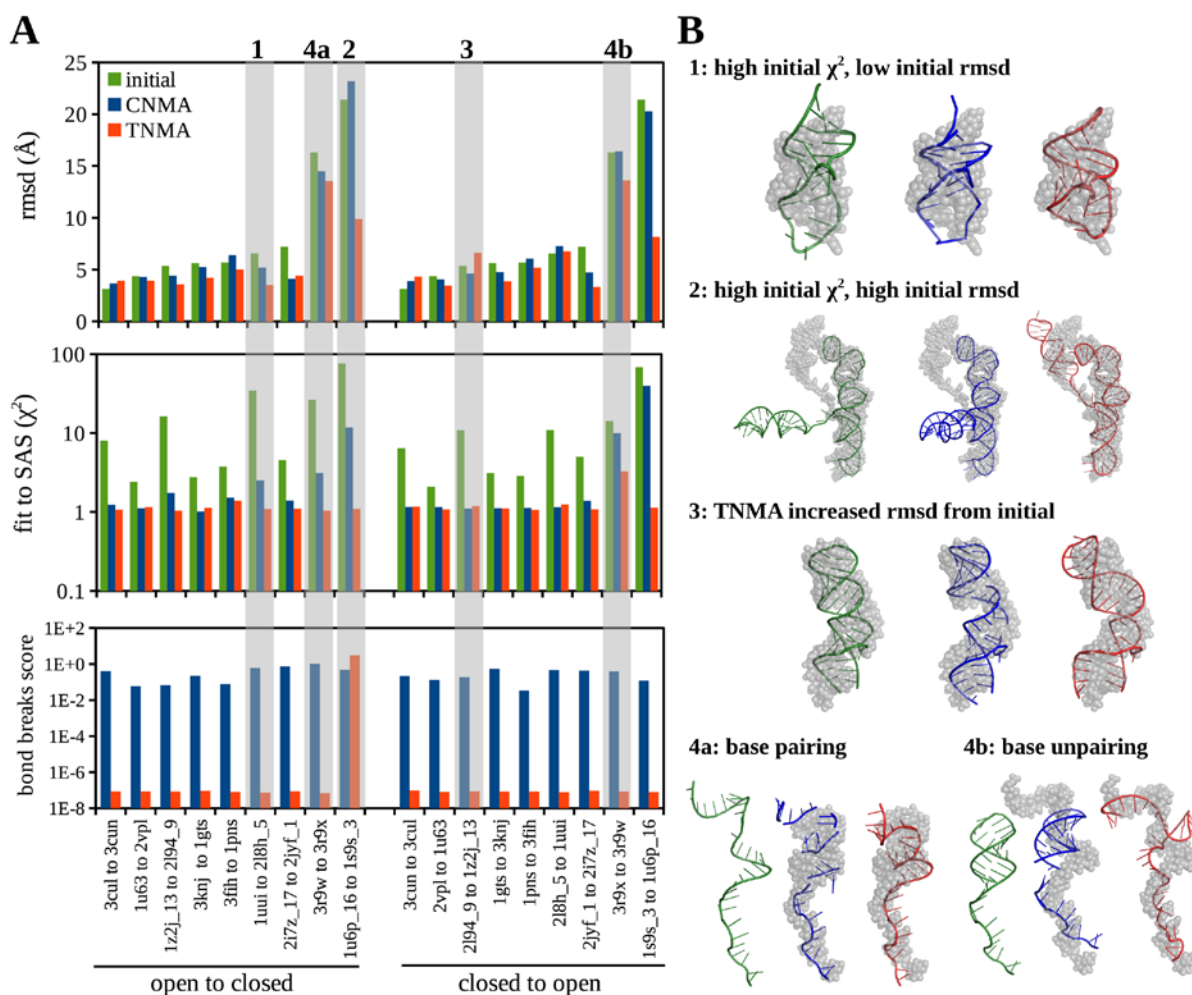 A
1 4a 2 3 4b
25
20
15
10
5
0
rmsd (Å)
initial
CNMA
TNMA
100
10
1
0.1
fit to SAS (χ²)
1E+2
1E+0
1E-2
1E-4
1E-6
1E-8
bond breaks score
3cul to 3cun
1u63 to 2vpl
1z2j_13 to 2l94_9
3knj to 1gts
3fih to 1pns
1uui to 2l8h_5
2i7z_17 to 2jyf_1
3r9w to 3r9x
1u6p_16 to 1s9s_3
3cun to 3cul
2vpl to 1u63
2l94_9 to 1z2j_13
1gts to 3knj
1pns to 3fih
2l8h_5 to 1uui
2jyf_1 to 2i7z_17
3r9x to 3r9w
1s9s_3 to 1u6p_16
open to closed
closed to open
B
1: high initial χ², low initial rmsd
2: high initial χ², high initial rmsd
3: TNMA increased rmsd from initial
4a: base pairing
4b: base unpairing